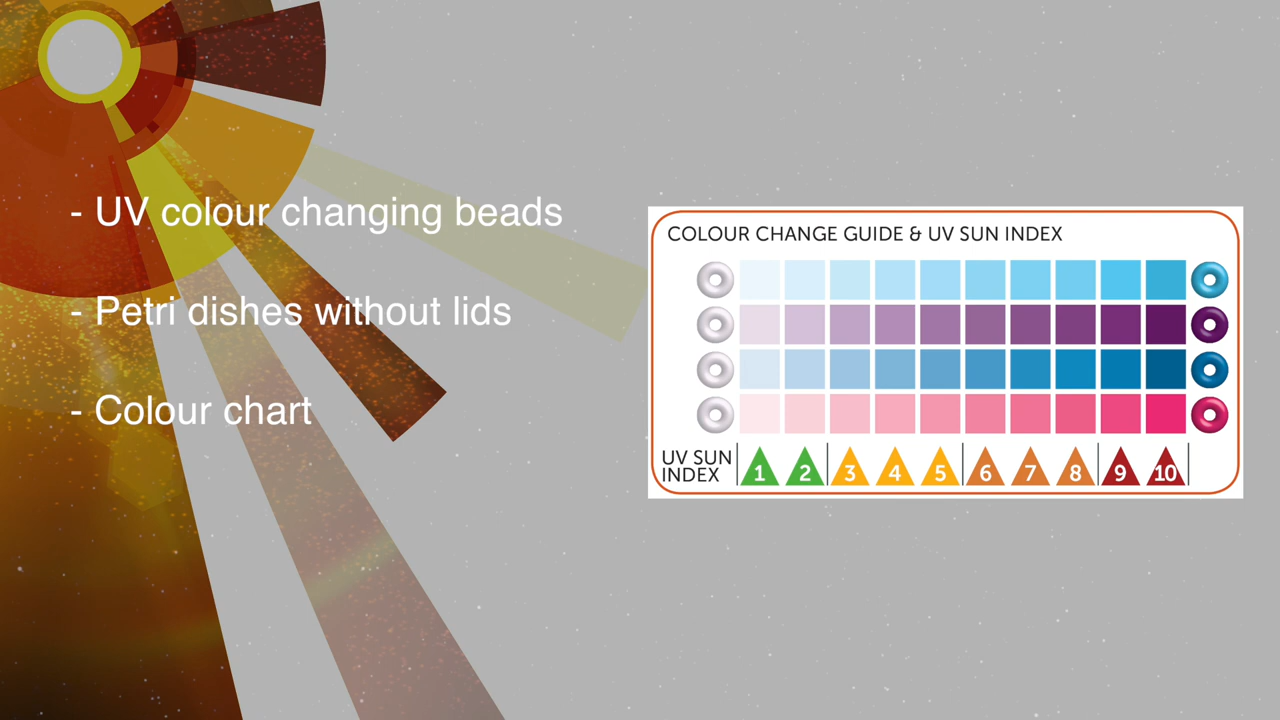 - UV colour changing beads
- Petri dishes without lids
- Colour chart
COLOUR CHANGE GUIDE & UV SUN INDEX
UV SUN INDEX
1 2 3 4 5 6 7 8 9 10